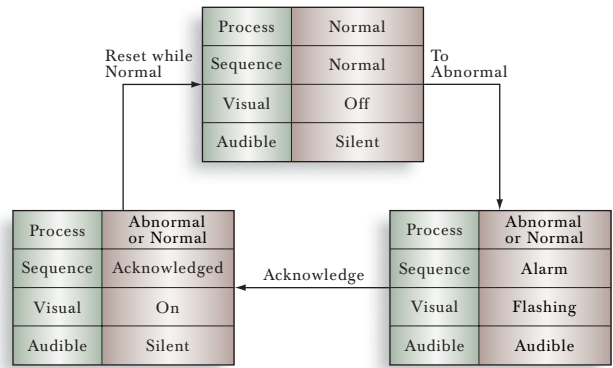 Process Normal
Sequence Normal
Visual Off
Audible Silent
Reset while
Normal
To
Abnormal
Process Abnormal
or Normal
Sequence Acknowledged
Visual On
Audible Silent
Acknowledge
Process Abnormal
or Normal
Sequence Alarm
Visual Flashing
Audible Audible